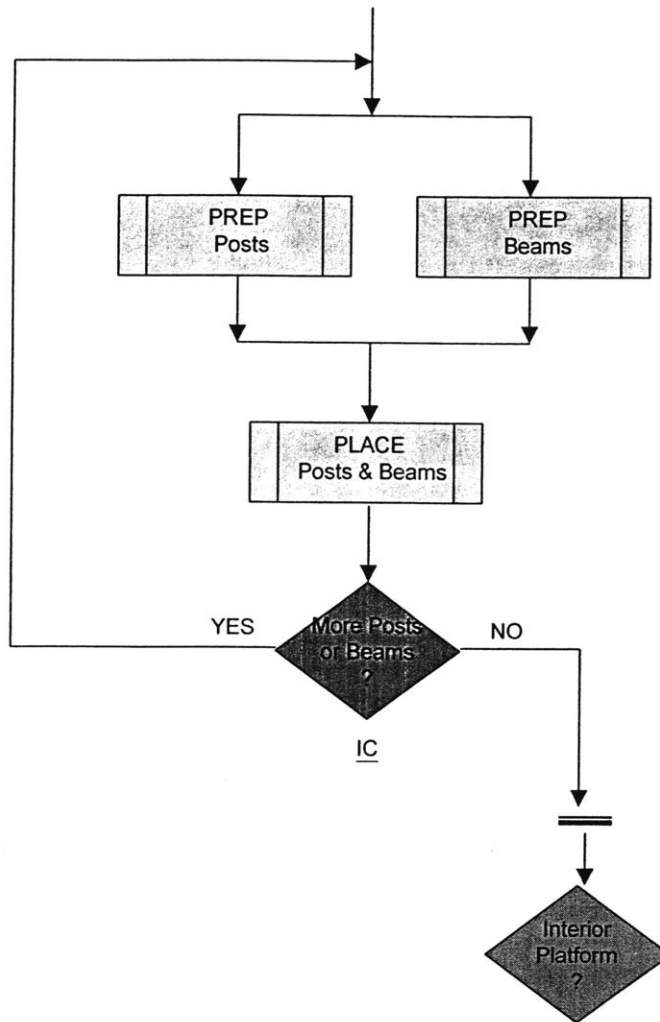 PREP
Posts
PREP
Beams
PLACE
Posts & Beams
YES
More Posts
or Beams
?
NO
IC
Interior
Platform
?